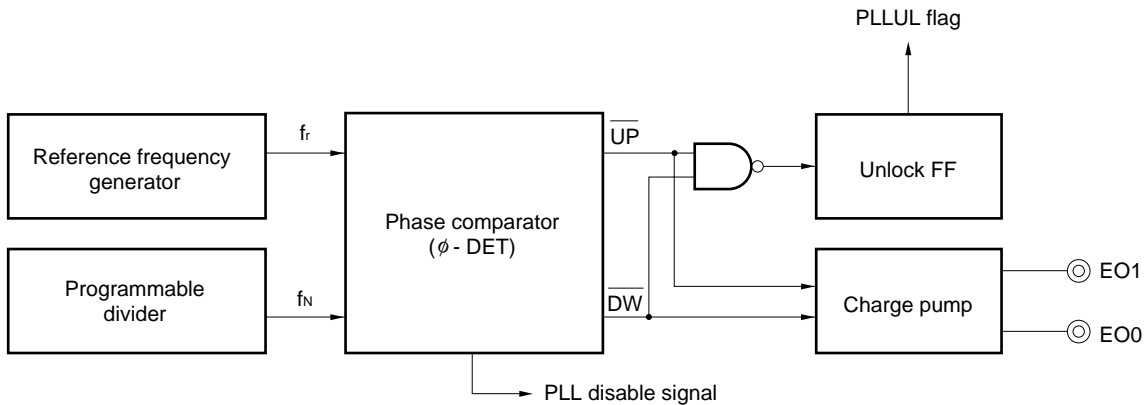 PLLUL flag
Reference frequency
generator
fr
Phase comparator
(ϕ - DET)
UP
Unlock FF
Programmable
divider
fN
DW
Charge pump
EO1
EO0
PLL disable signal